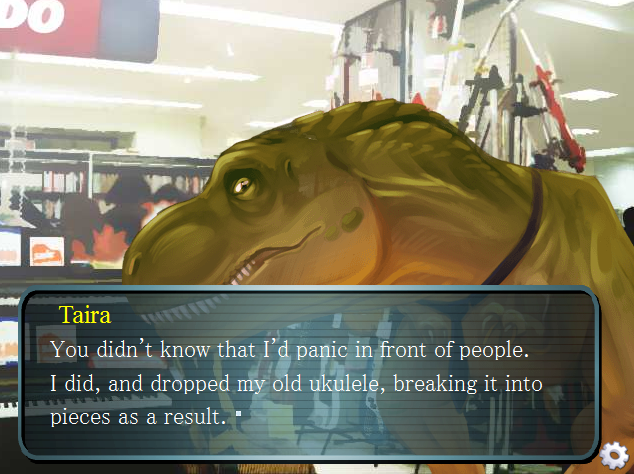 DO
Taira
You didn't know that I'd panic in front of people.
I did, and dropped my old ukulele, breaking it into
pieces as a result.